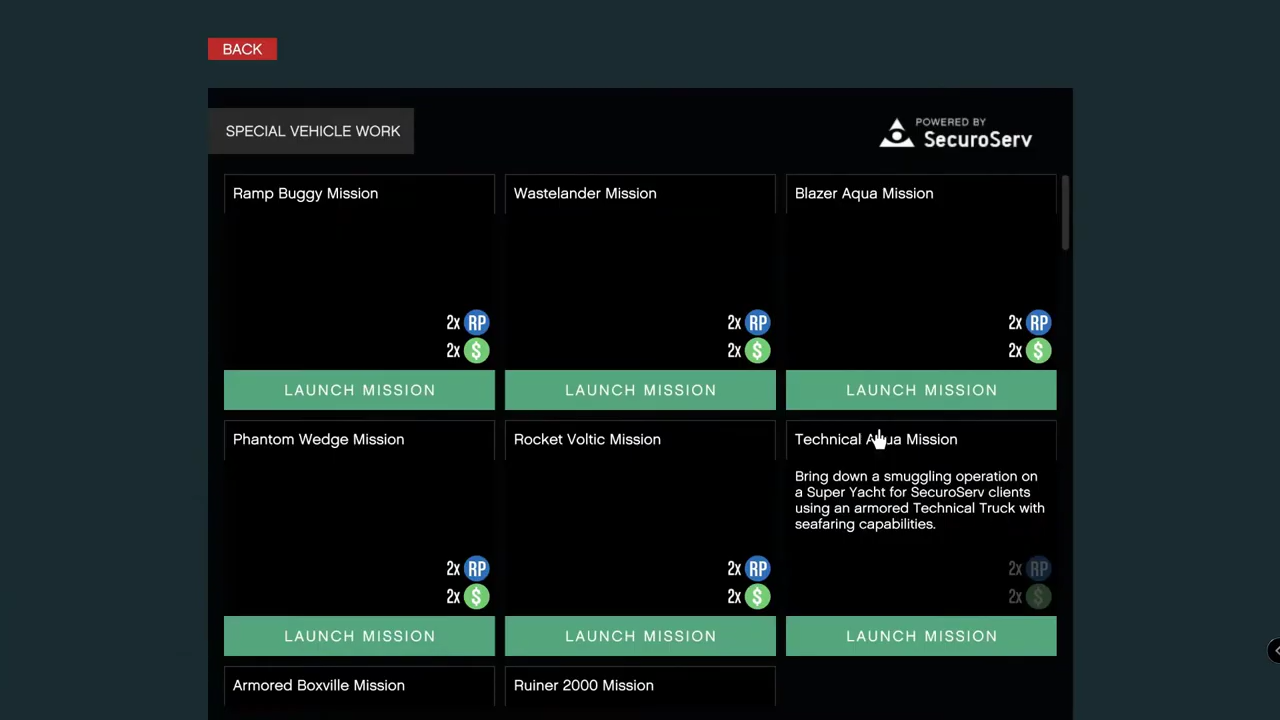 BACK
SPECIAL VEHICLE WORK
POWERED BY
SecuroServ
Ramp Buggy Mission
Wastelander Mission
Blazer Aqua Mission
2x RP
2x RP
2x RP
2x $
2x $
2x $
LAUNCH MISSION
LAUNCH MISSION
LAUNCH MISSION
Phantom Wedge Mission
Rocket Voltic Mission
Technical Aqua Mission
Bring down a smuggling operation on
a Super Yacht for SecuroServ clients
using an armored Technical Truck with
seafaring capabilities.
2x RP
2x RP
2x RP
2x $
2x $
2x $
LAUNCH MISSION
LAUNCH MISSION
LAUNCH MISSION
Armored Boxville Mission
Ruiner 2000 Mission